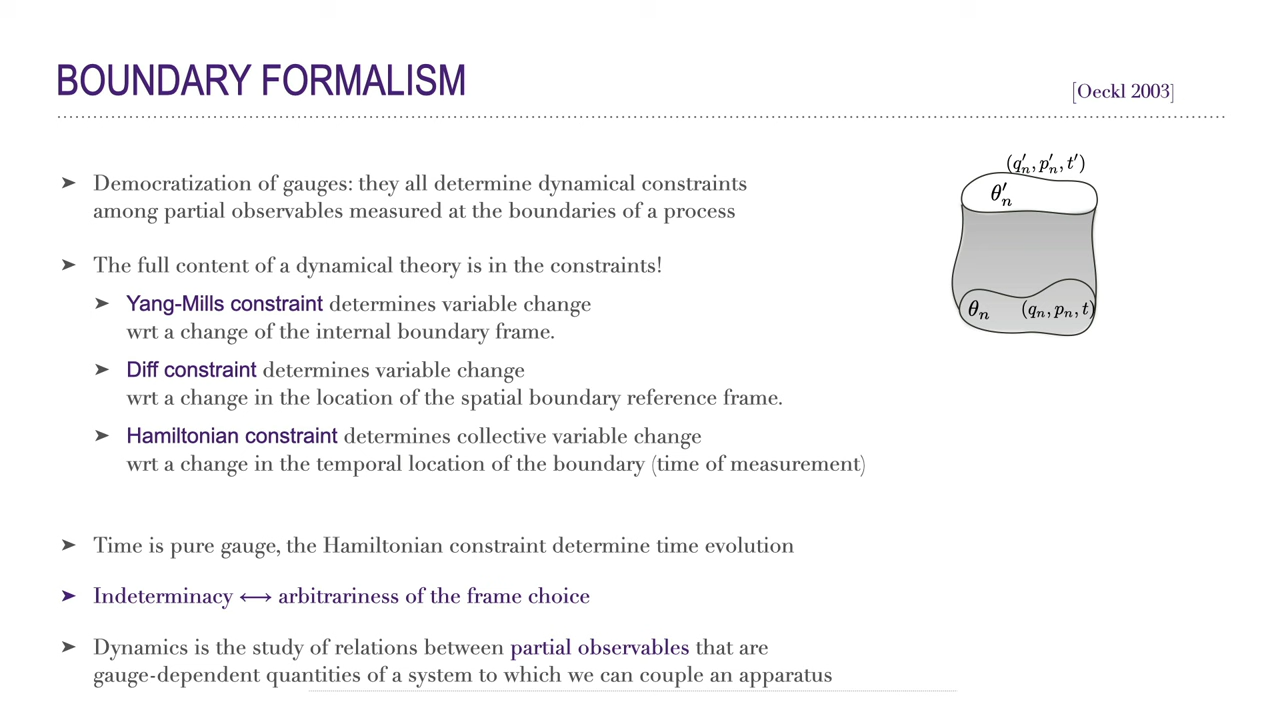 BOUNDARY FORMALISM
[Oeckl 2003]
➤ Democratization of gauges: they all determine dynamical constraints
among partial observables measured at the boundaries of a process
➤ The full content of a dynamical theory is in the constraints!
➤ Yang-Mills constraint determines variable change
wrt a change of the internal boundary frame.
➤ Diff constraint determines variable change
wrt a change in the location of the spatial boundary reference frame.
➤ Hamiltonian constraint determines collective variable change
wrt a change in the temporal location of the boundary (time of measurement)
➤ Time is pure gauge, the Hamiltonian constraint determine time evolution
➤ Indeterminacy ⟷ arbitrariness of the frame choice
➤ Dynamics is the study of relations between partial observables that are
gauge-dependent quantities of a system to which we can couple an apparatus
(q′ₙ, p′ₙ, t′)
θ′ₙ
θₙ (qₙ, pₙ, t)